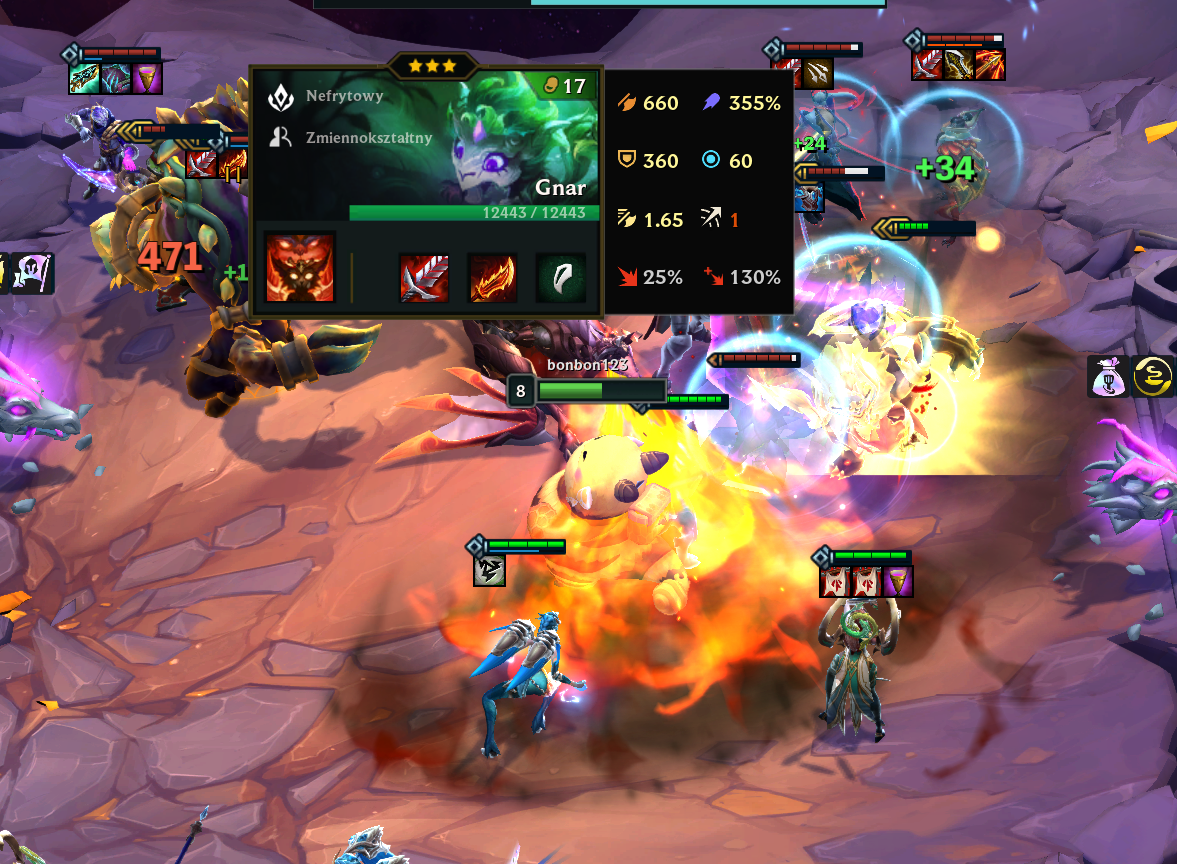 17
Nefrytowy
Zmiennokształtny
Gnar
12443 / 12443
660 355%
360 60
1.65 1
25% 130%
+24
+34
471
+1
bonbon123
8